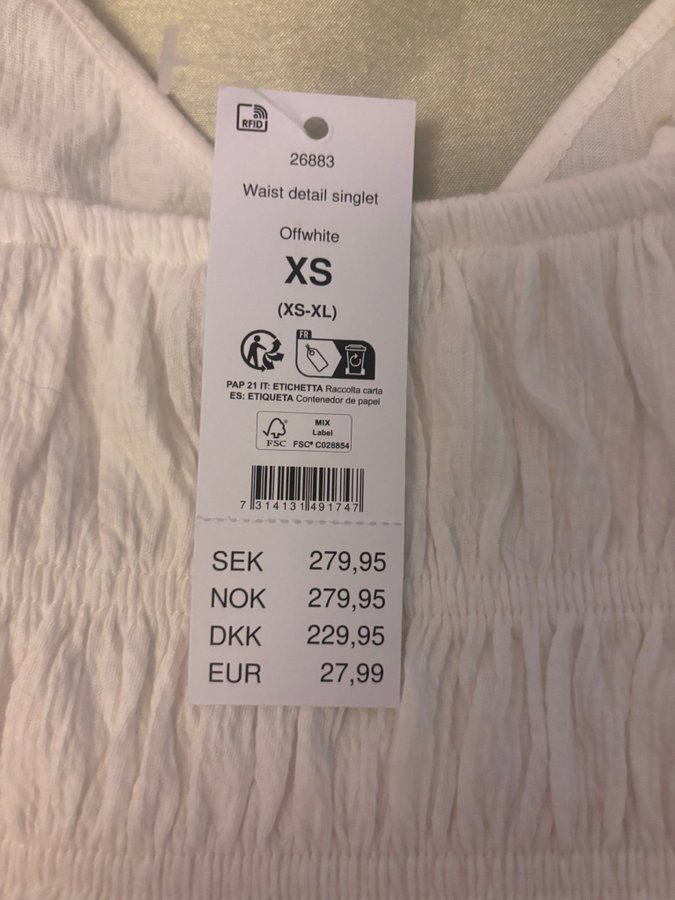 RFID
26883
Waist detail singlet
Offwhite
XS
(XS-XL)
FR
PAP 21 IT: ETICHETTA Raccolta carta
ES: ETIQUETA Contenedor de papel
MIX
Label
FSC FSC® C028854
7 314131 491747
SEK 279,95
NOK 279,95
DKK 229,95
EUR 27,99